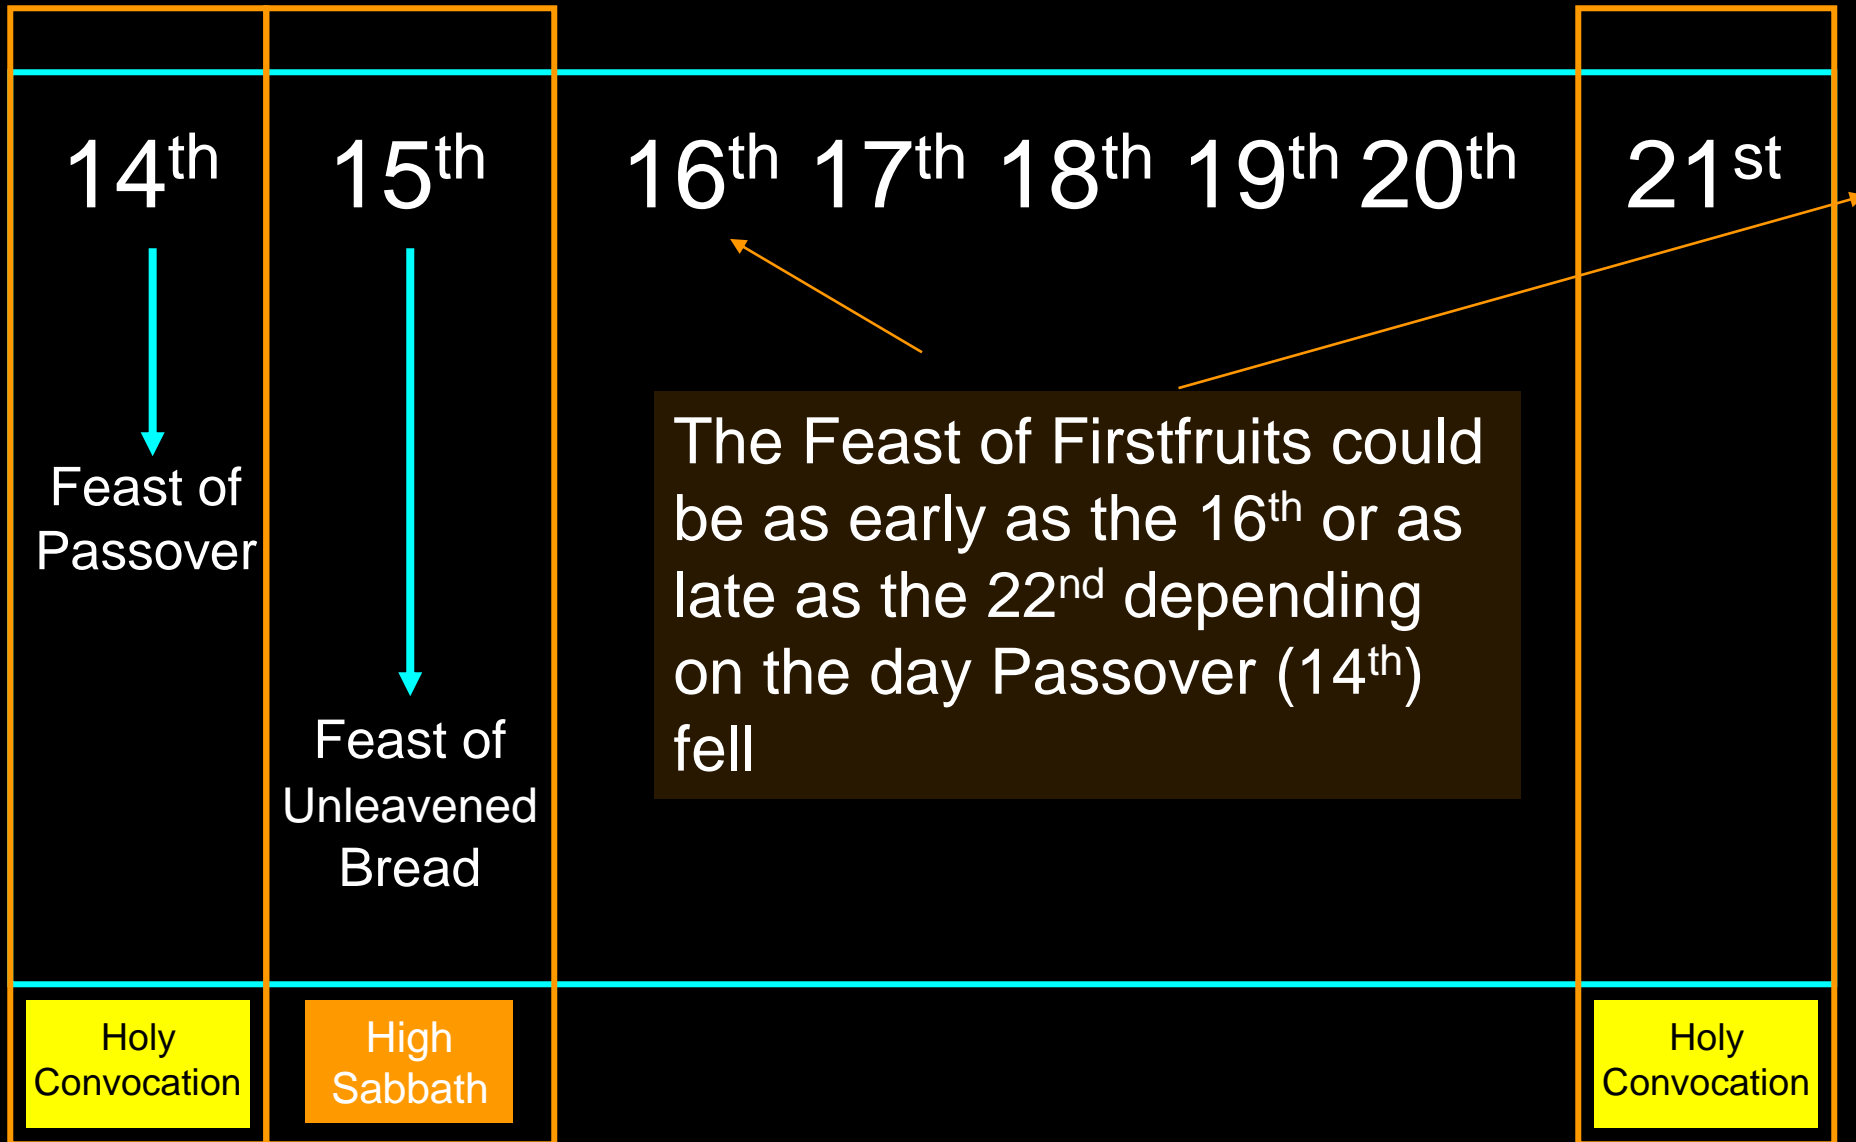 14th 15th 16th 17th 18th 19th 20th 21st
Feast of
Passover
Feast of
Unleavened
Bread
The Feast of Firstfruits could
be as early as the 16th or as
late as the 22nd depending
on the day Passover (14th)
fell
Holy
Convocation
High
Sabbath
Holy
Convocation